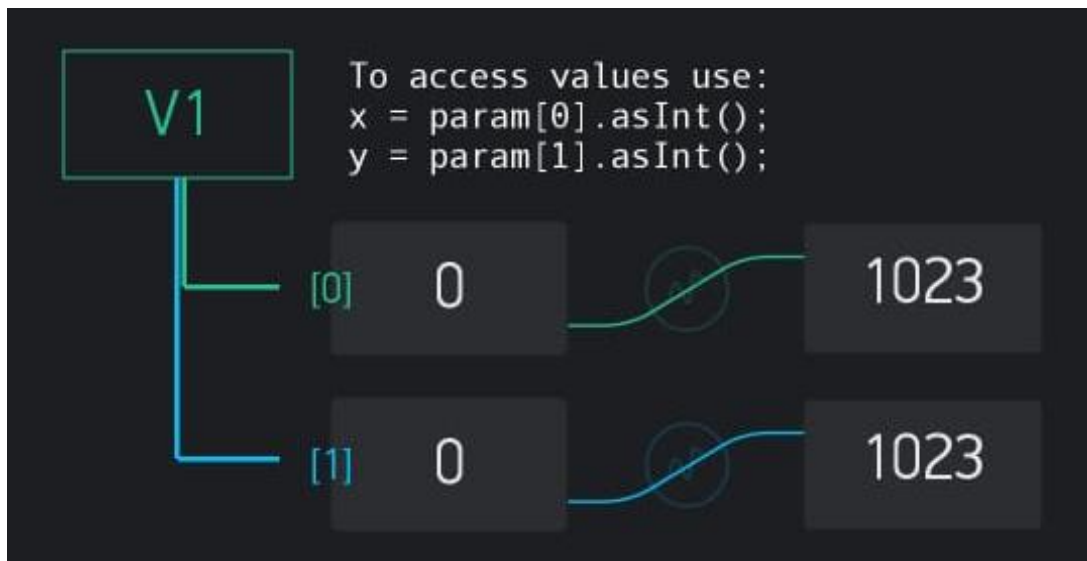 V1
To access values use:
x = param[0].asInt();
y = param[1].asInt();
[0] 0 1023
[1] 0 1023